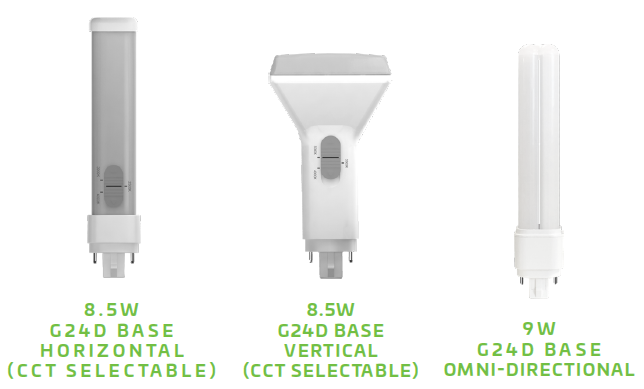 8.5W
G24D BASE
HORIZONTAL
(CCT SELECTABLE)
8.5W
G24D BASE
VERTICAL
(CCT SELECTABLE)
9W
G24D BASE
OMNI-DIRECTIONAL